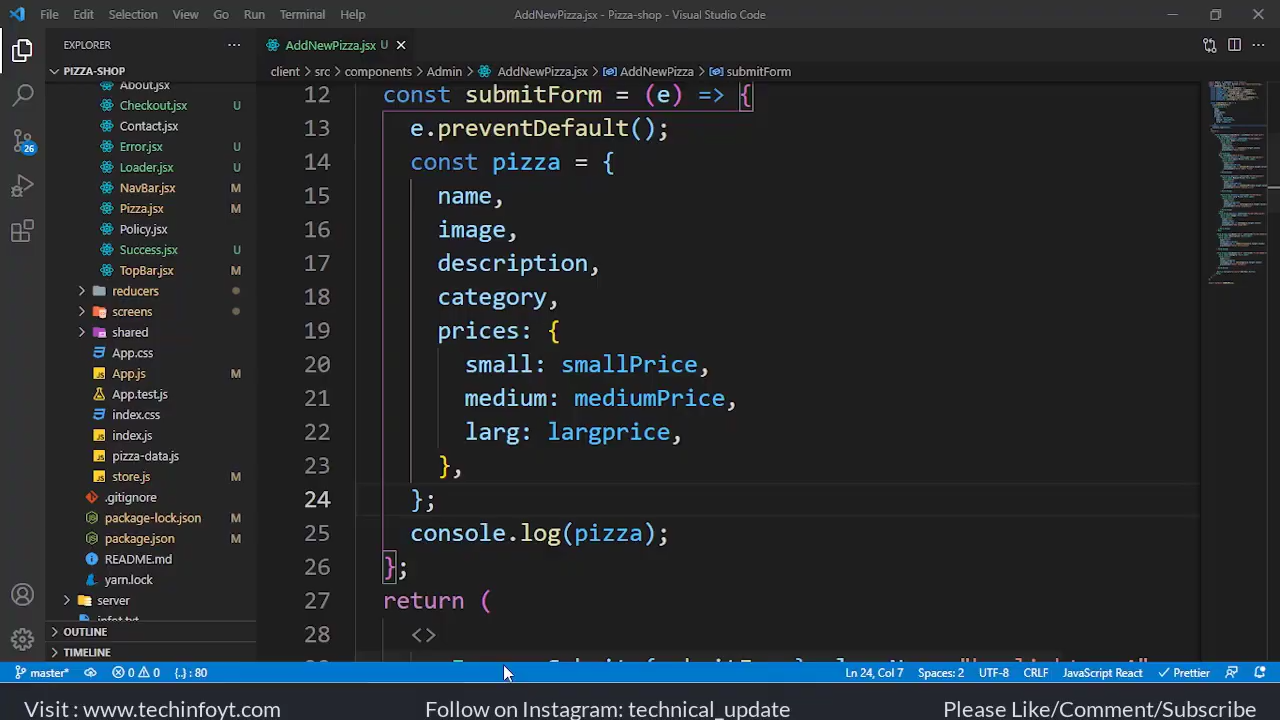 File Edit Selection View Go Run Terminal Help AddNewPizza.jsx - Pizza-shop - Visual Studio Code
EXPLORER
AddNewPizza.jsx U
PIZZA-SHOP
client > src > components > Admin > AddNewPizza.jsx > AddNewPizza > submitForm
About.jsx
Checkout.jsx U
Contact.jsx
Error.jsx U
Loader.jsx U
NavBar.jsx M
Pizza.jsx M
Policy.jsx
Success.jsx U
TopBar.jsx M
reducers
screens
shared
App.css
App.js M
App.test.js
index.css
index.js
pizza-data.js
store.js M
.gitignore
package-lock.json M
package.json M
README.md
yarn.lock
server
OUTLINE
TIMELINE
26
12 const submitForm = (e) => {
13 e.preventDefault();
14 const pizza = {
15 name,
16 image,
17 description,
18 category,
19 prices: {
20 small: smallPrice,
21 medium: mediumPrice,
22 larg: largprice,
23 },
24 };
25 console.log(pizza);
26 };
27 return (
28 <>
master* 0 0 {..} : 80 Ln 24, Col 7 Spaces: 2 UTF-8 CRLF JavaScript React Prettier
Visit : www.techinfoyt.com Follow on Instagram: technical_update Please Like/Comment/Subscribe